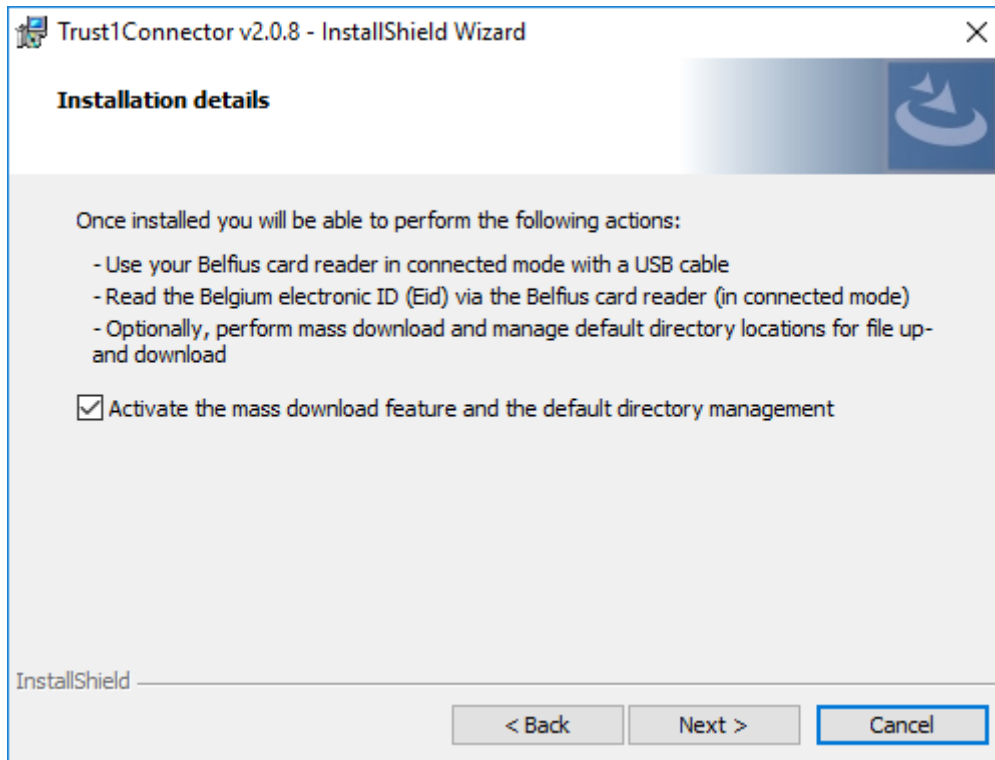 Trust1Connector v2.0.8 - InstallShield Wizard
Installation details
Once installed you will be able to perform the following actions:
- Use your Belfius card reader in connected mode with a USB cable
- Read the Belgium electronic ID (Eid) via the Belfius card reader (in connected mode)
- Optionally, perform mass download and manage default directory locations for file up-
and download
Activate the mass download feature and the default directory management
InstallShield
< Back
Next >
Cancel